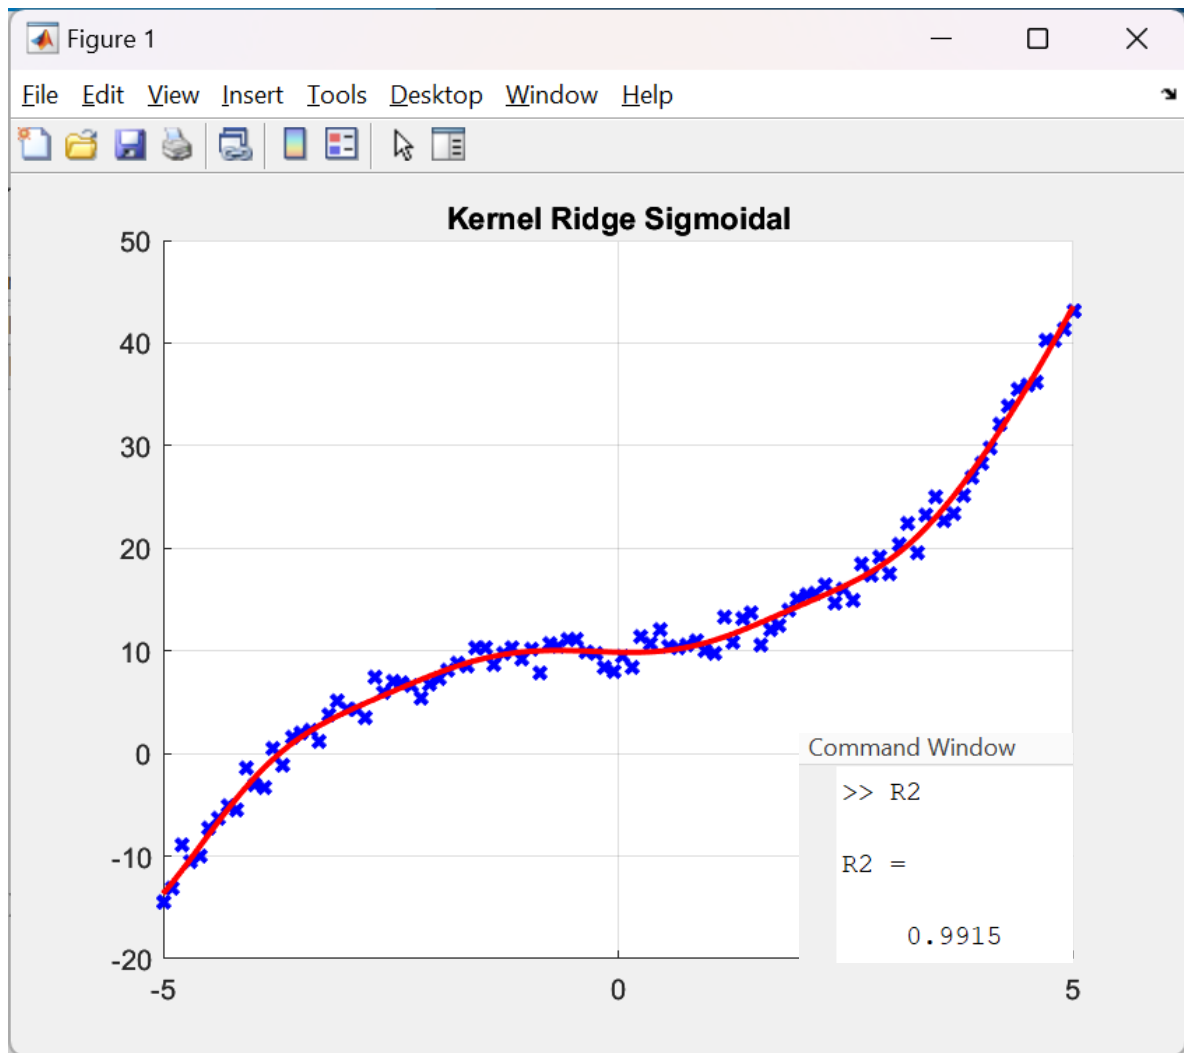 Figure 1
File Edit View Insert Tools Desktop Window Help
Kernel Ridge Sigmoidal
50
40
30
20
10
0
-10
-20
-5 0 5
Command Window
>> R2
R2 =
0.9915